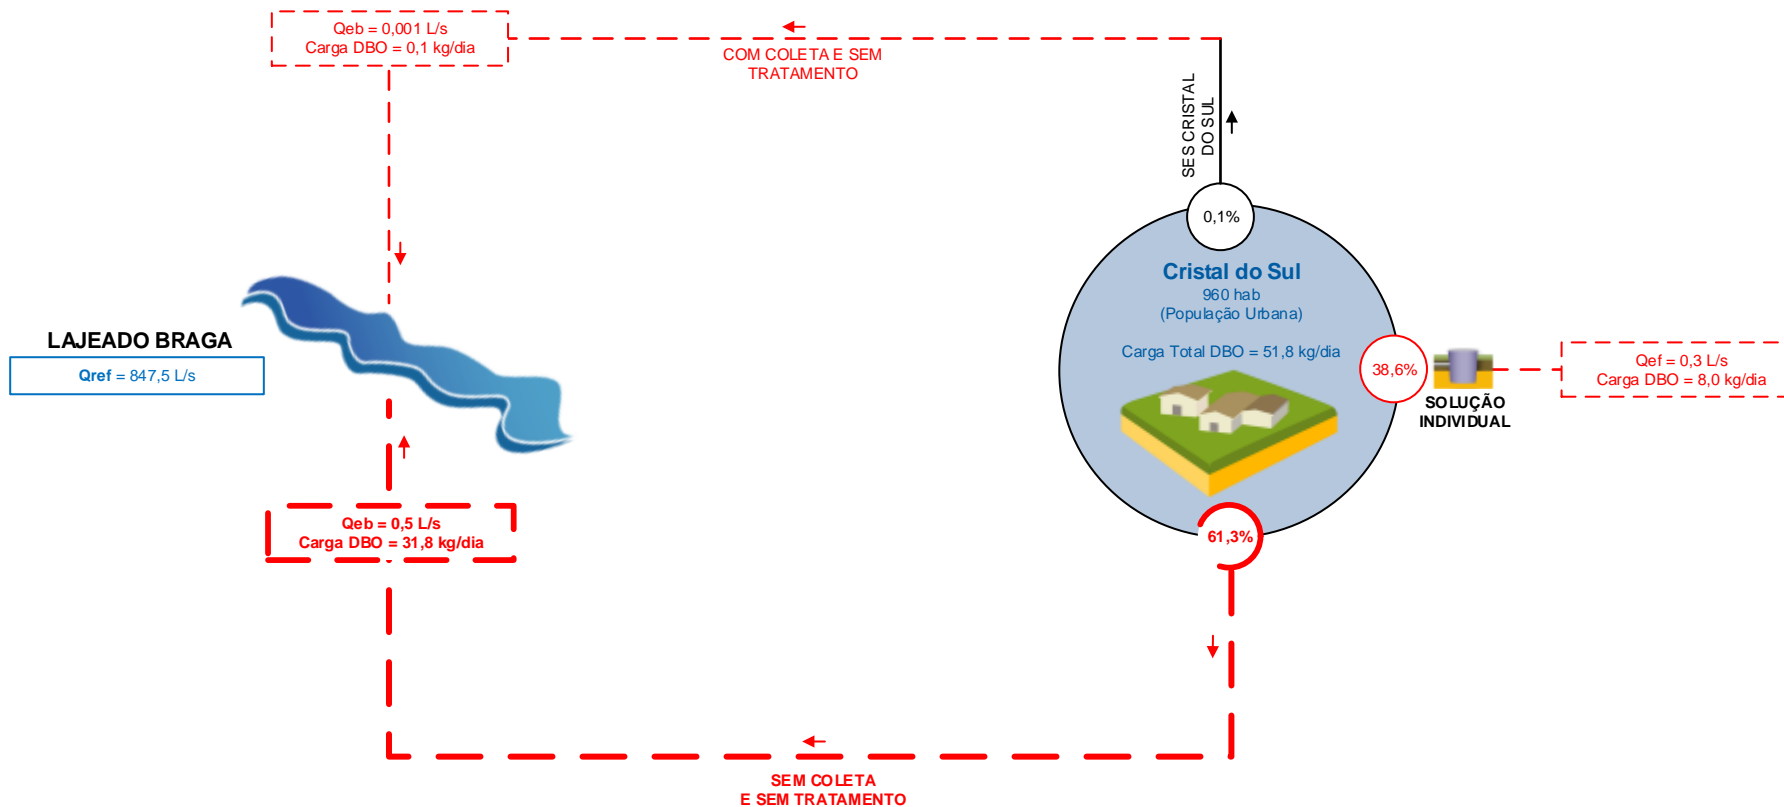 Qeb = 0,001 L/s
Carga DBO = 0,1 kg/dia
COM COLETA E SEM
TRATAMENTO
SES CRISTAL
DO SUL
0,1%
Cristal do Sul
960 hab
(População Urbana)
Carga Total DBO = 51,8 kg/dia
LAJEADO BRAGA
Qref = 847,5 L/s
38,6%
SOLUÇÃO
INDIVIDUAL
Qef = 0,3 L/s
Carga DBO = 8,0 kg/dia
Qeb = 0,5 L/s
Carga DBO = 31,8 kg/dia
61,3%
SEM COLETA
E SEM TRATAMENTO